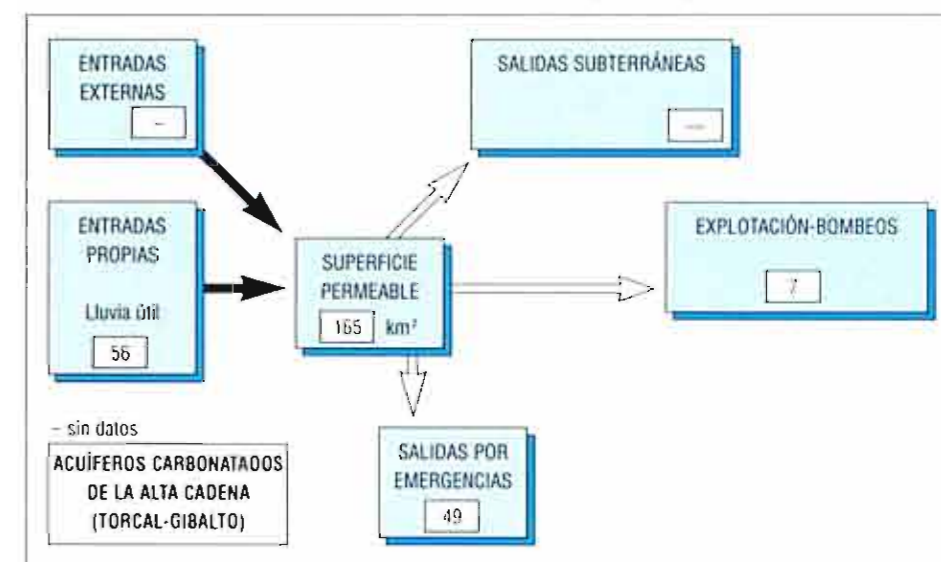 ENTRADAS
EXTERNAS
–
SALIDAS SUBTERRÁNEAS
—
ENTRADAS
PROPIAS
Lluvia útil
56
SUPERFICIE
PERMEABLE
165 km²
EXPLOTACIÓN-BOMBEOS
7
– sin datos
ACUÍFEROS CARBONATADOS
DE LA ALTA CADENA
(TORCAL-GIBALTO)
SALIDAS POR
EMERGENCIAS
49